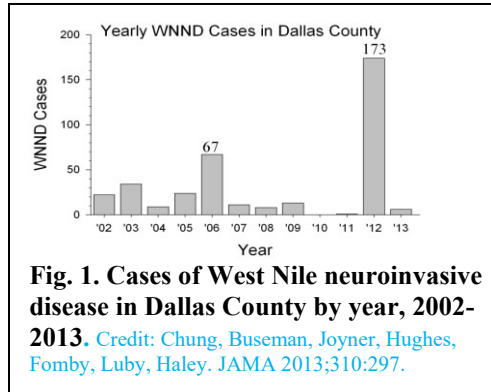 Yearly WNND Cases in Dallas County
200
150
100
50
0
WNND Cases
67
173
'02 '03 '04 '05 '06 '07 '08 '09 '10 '11 '12 '13
Year
Fig. 1. Cases of West Nile neuroinvasive
disease in Dallas County by year, 2002-
2013. Credit: Chung, Buseman, Joyner, Hughes,
Fomby, Luby, Haley. JAMA 2013;310:297.